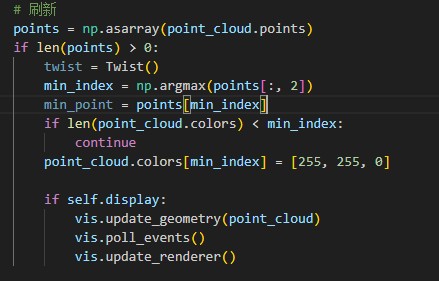 # 刷新
points = np.asarray(point_cloud.points)
if len(points) > 0:
    twist = Twist()
    min_index = np.argmax(points[:, 2])
    min_point = points[min_index]
    if len(point_cloud.colors) < min_index:
        continue
    point_cloud.colors[min_index] = [255, 255, 0]
    if self.display:
        vis.update_geometry(point_cloud)
        vis.poll_events()
        vis.update_renderer()